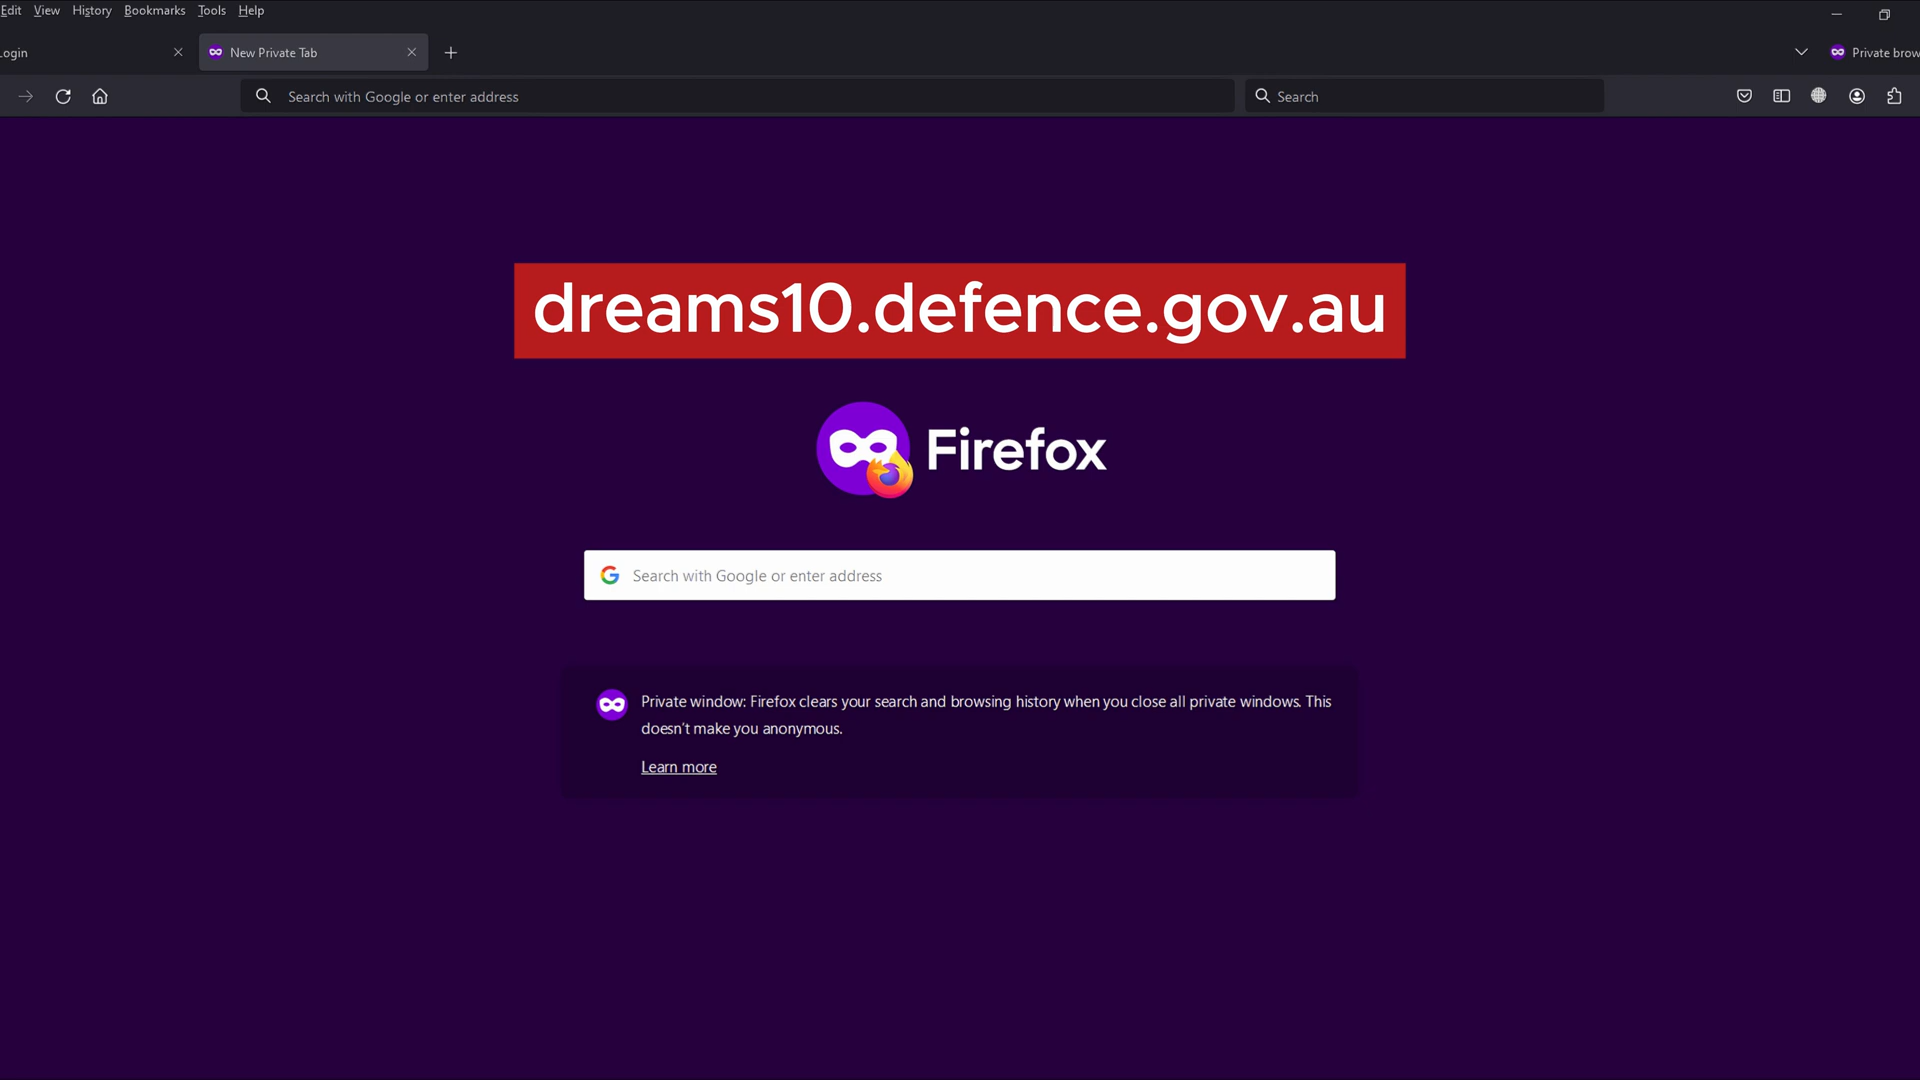 Edit View History Bookmarks Tools Help
ogin New Private Tab Private brow
Search with Google or enter address Search
dreams10.defence.gov.au
Firefox
Search with Google or enter address
Private window: Firefox clears your search and browsing history when you close all private windows. This
doesn't make you anonymous.
Learn more